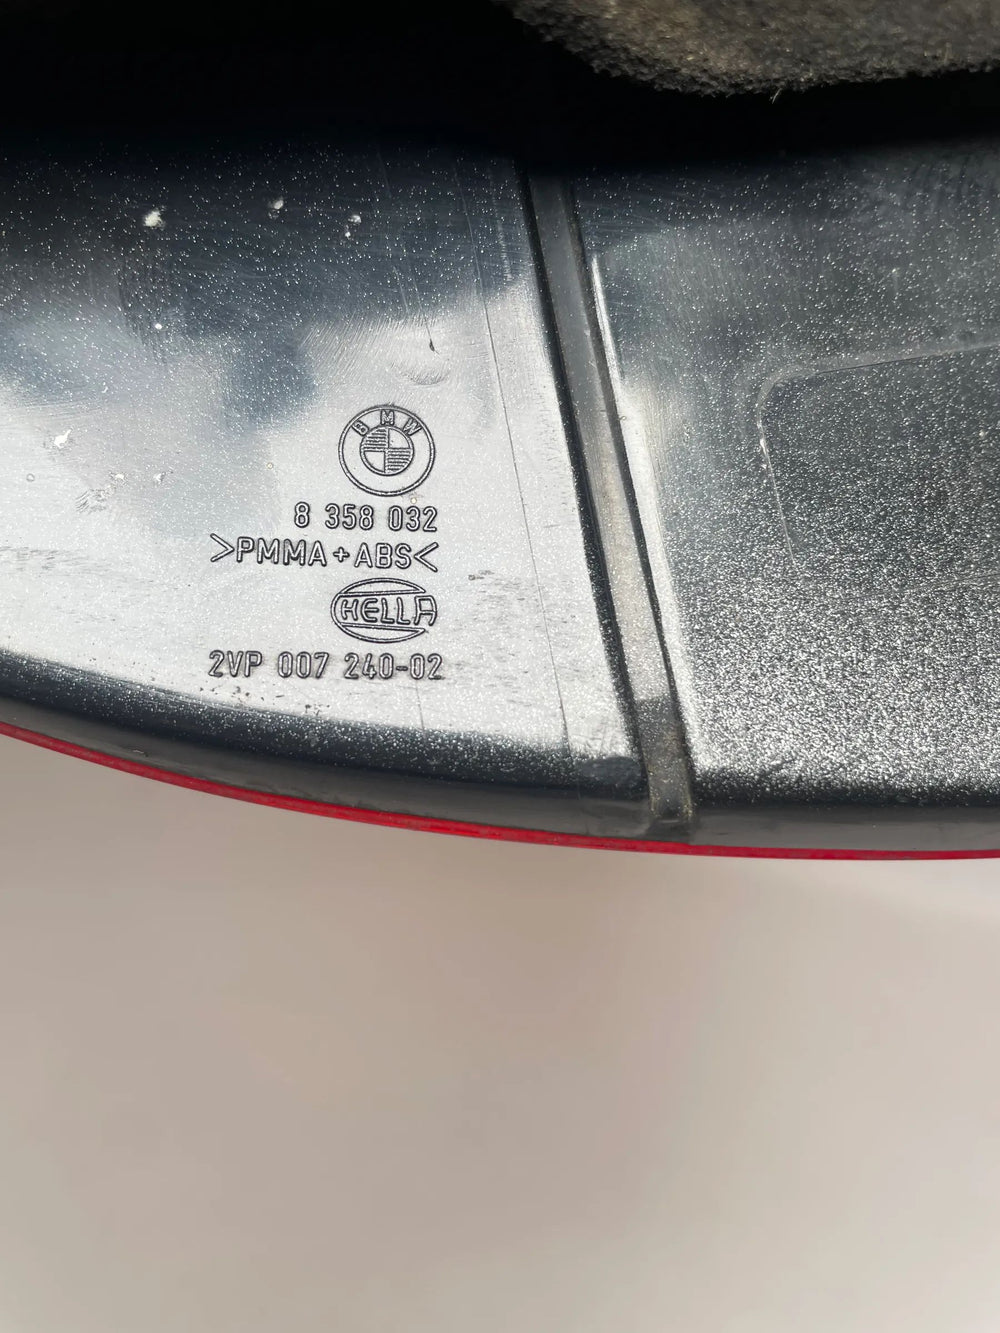 BMW
8 358 032
>PMMA+ABS<
HELLA
2VP 007 240-02